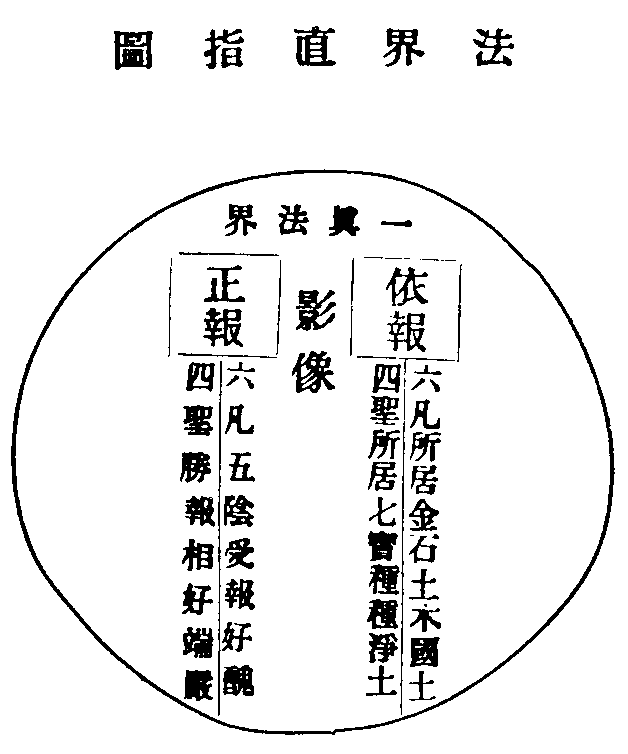 法界直指圖
一眞法界
依報
六凡所居金石土木國土
四聖所居七寶種種淨土
影像
正報
六凡五陰受報好醜
四聖勝報相好端嚴